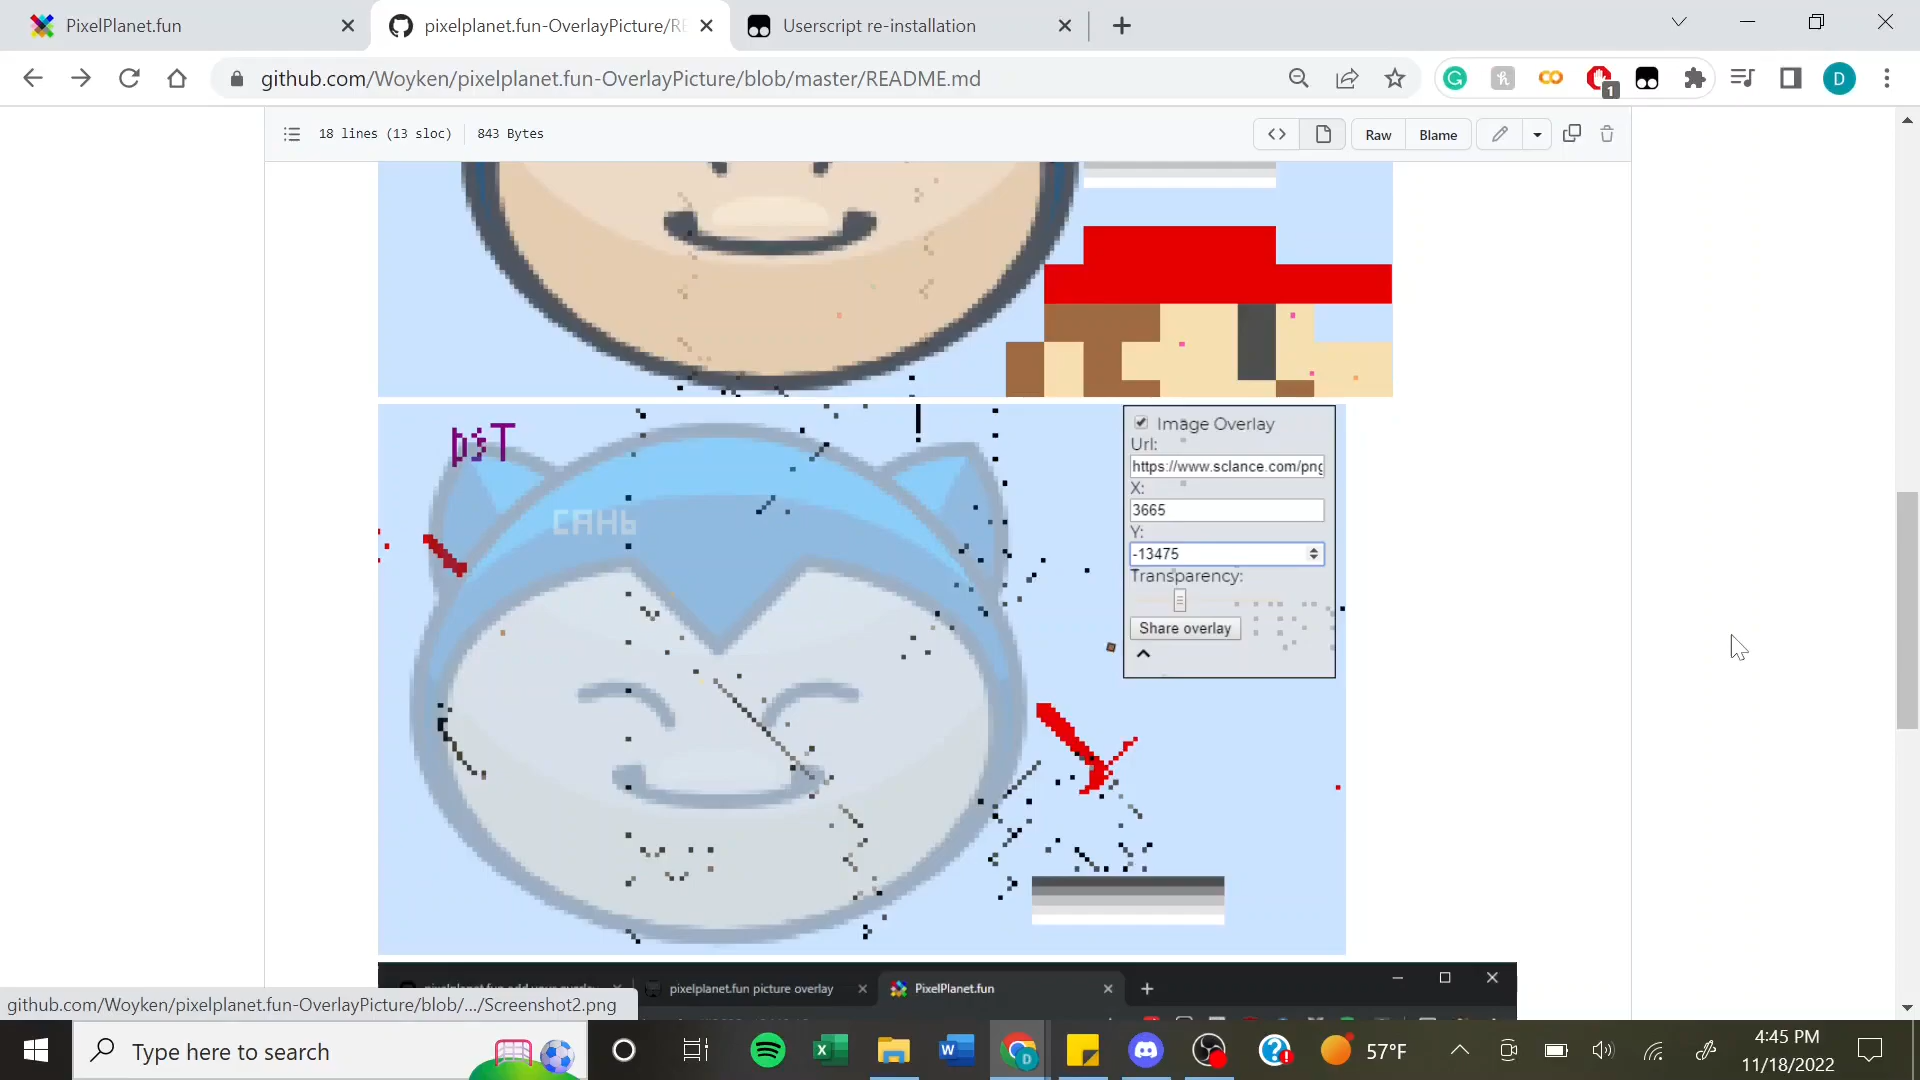 PixelPlanet.fun
pixelplanet.fun-OverlayPicture/RE
Userscript re-installation
github.com/Woyken/pixelplanet.fun-OverlayPicture/blob/master/README.md
1
D
18 lines (13 sloc) 843 Bytes
Raw
Blame
Image Overlay
Url:
https://www.sclance.com/png
X:
3665
Y:
-13475
Transparency:
Share overlay
САНЬ
pixelplanet.fun picture overlay
PixelPlanet.fun
github.com/Woyken/pixelplanet.fun-OverlayPicture/blob/.../Screenshot2.png
Type here to search
57°F
4:45 PM
11/18/2022